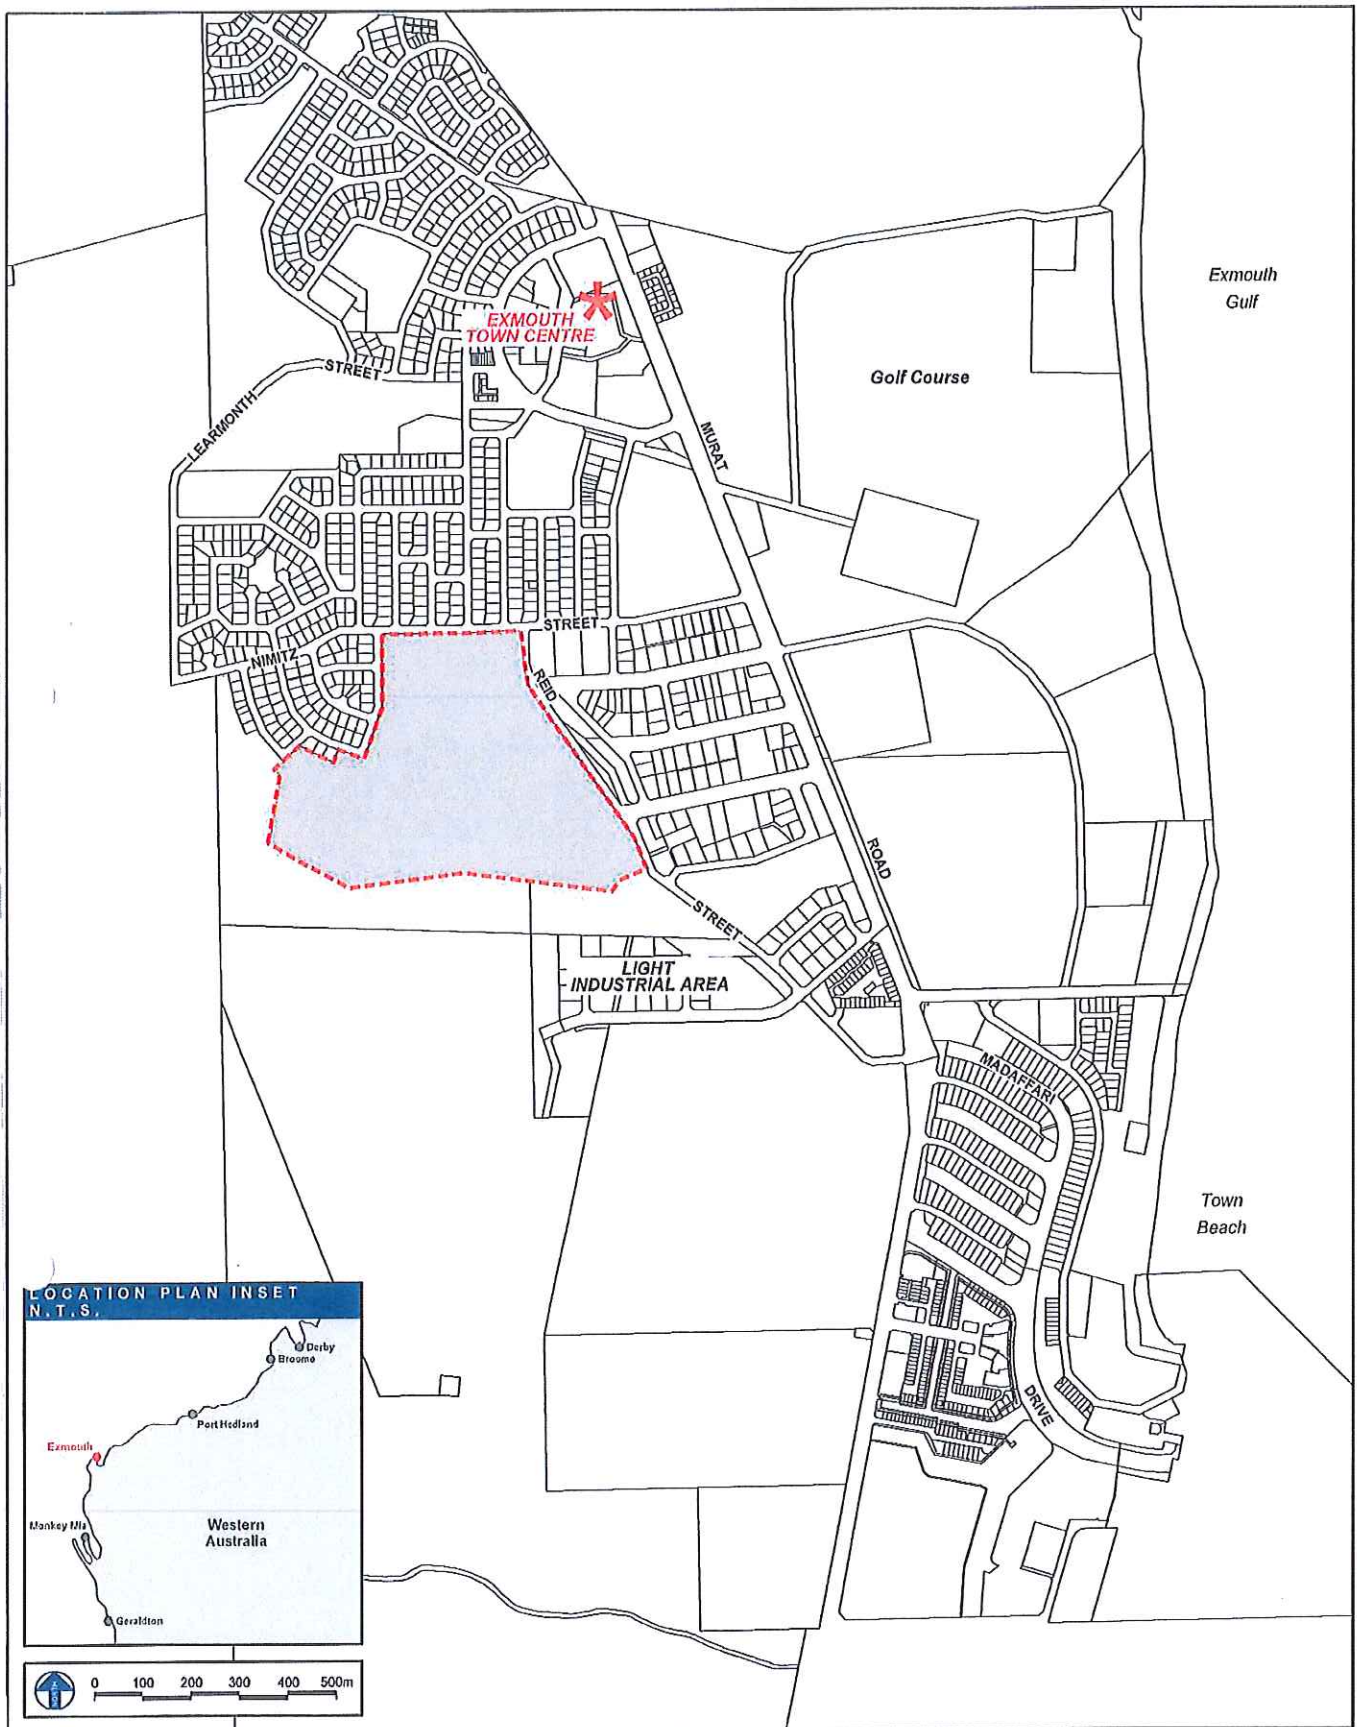 Exmouth
Gulf
EXMOUTH
TOWN CENTRE
STREET
LEARMONTH
Golf Course
MURAT
STREET
NIMITZ
REID
ROAD
STREET
LIGHT
INDUSTRIAL AREA
MADAFFARI
Town
Beach
DRIVE
LOCATION PLAN INSET
N.T.S.
Derby
Broome
Port Hedland
Exmouth
Monkey Mia
Western
Australia
Geraldton
0 100 200 300 400 500m